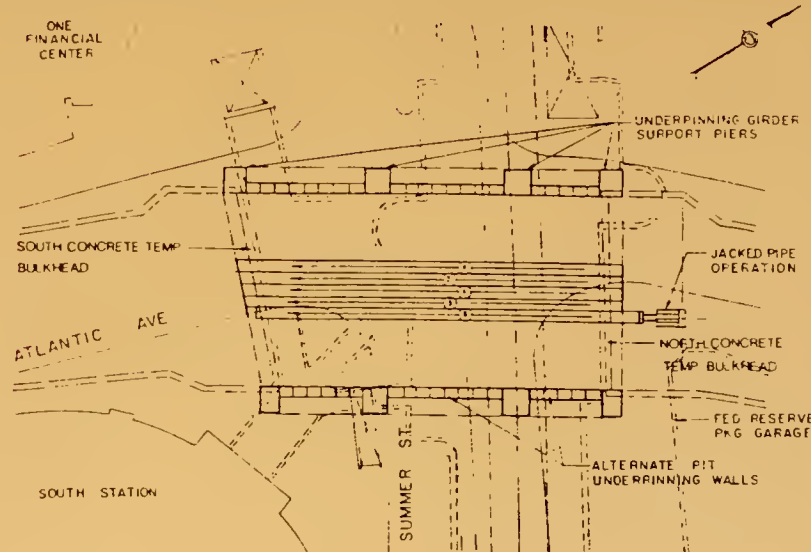 ONE
FINANCIAL
CENTER
UNDERPINNING GIRDER
SUPPORT PIERS
SOUTH CONCRETE TEMP
BULKHEAD
JACKED PIPE
OPERATION
ATLANTIC AVE
NORTH CONCRETE
TEMP BULKHEAD
FED RESERVE
PKG GARAGE
ALTERNATE PIT
UNDERPINNING WALLS
SOUTH STATION
SUMMER ST.